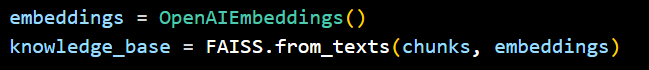 embeddings = OpenAIEmbeddings()
knowledge_base = FAISS.from_texts(chunks, embeddings)